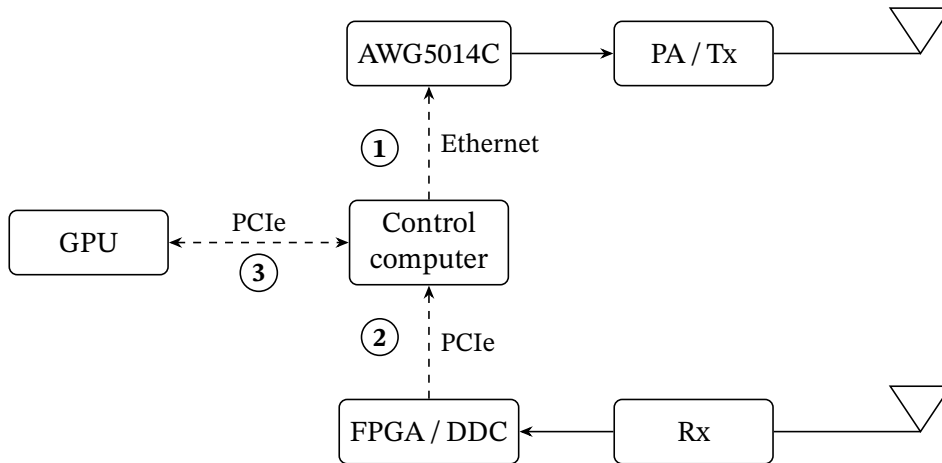 AWG5014C
PA / Tx
1
Ethernet
GPU
PCIe
3
Control
computer
2
PCIe
FPGA / DDC
Rx